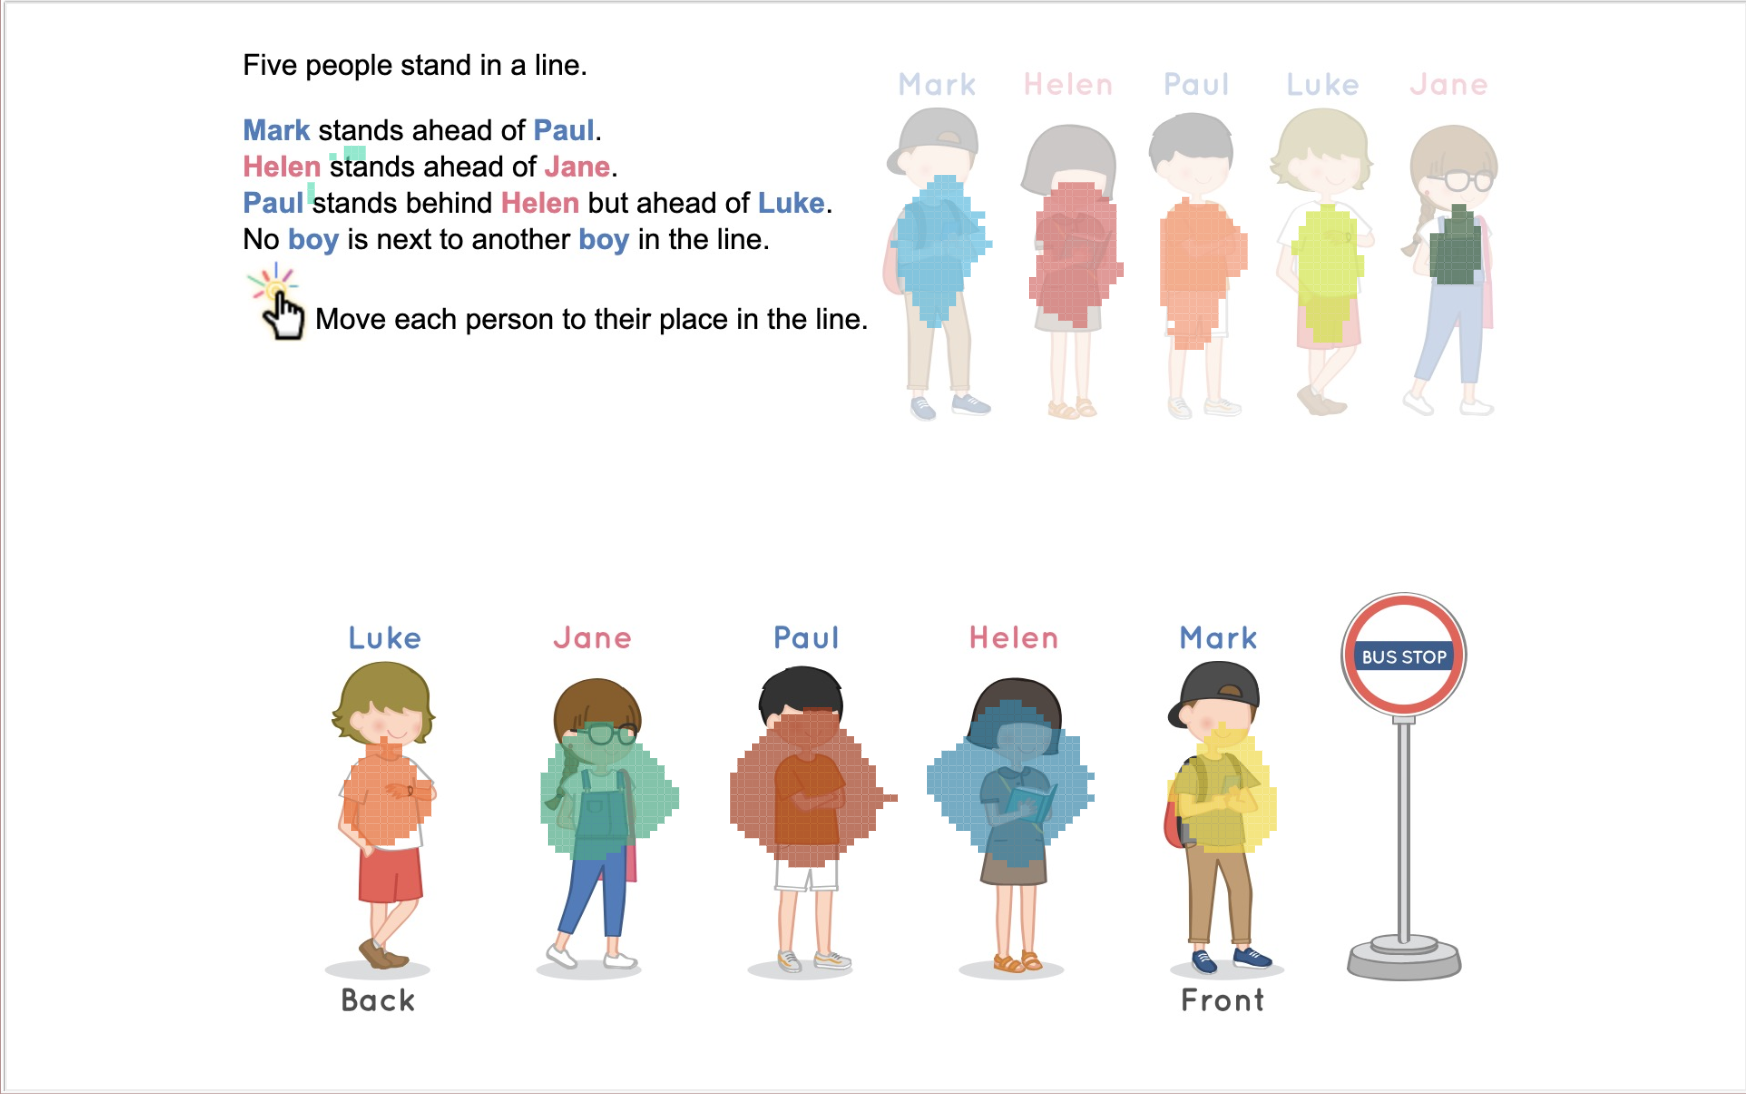 Five people stand in a line.
Mark stands ahead of Paul.
Helen stands ahead of Jane.
Paul stands behind Helen but ahead of Luke.
No boy is next to another boy in the line.
Move each person to their place in the line.
Mark Helen Paul Luke Jane
Luke Jane Paul Helen Mark
BUS STOP
Back Front